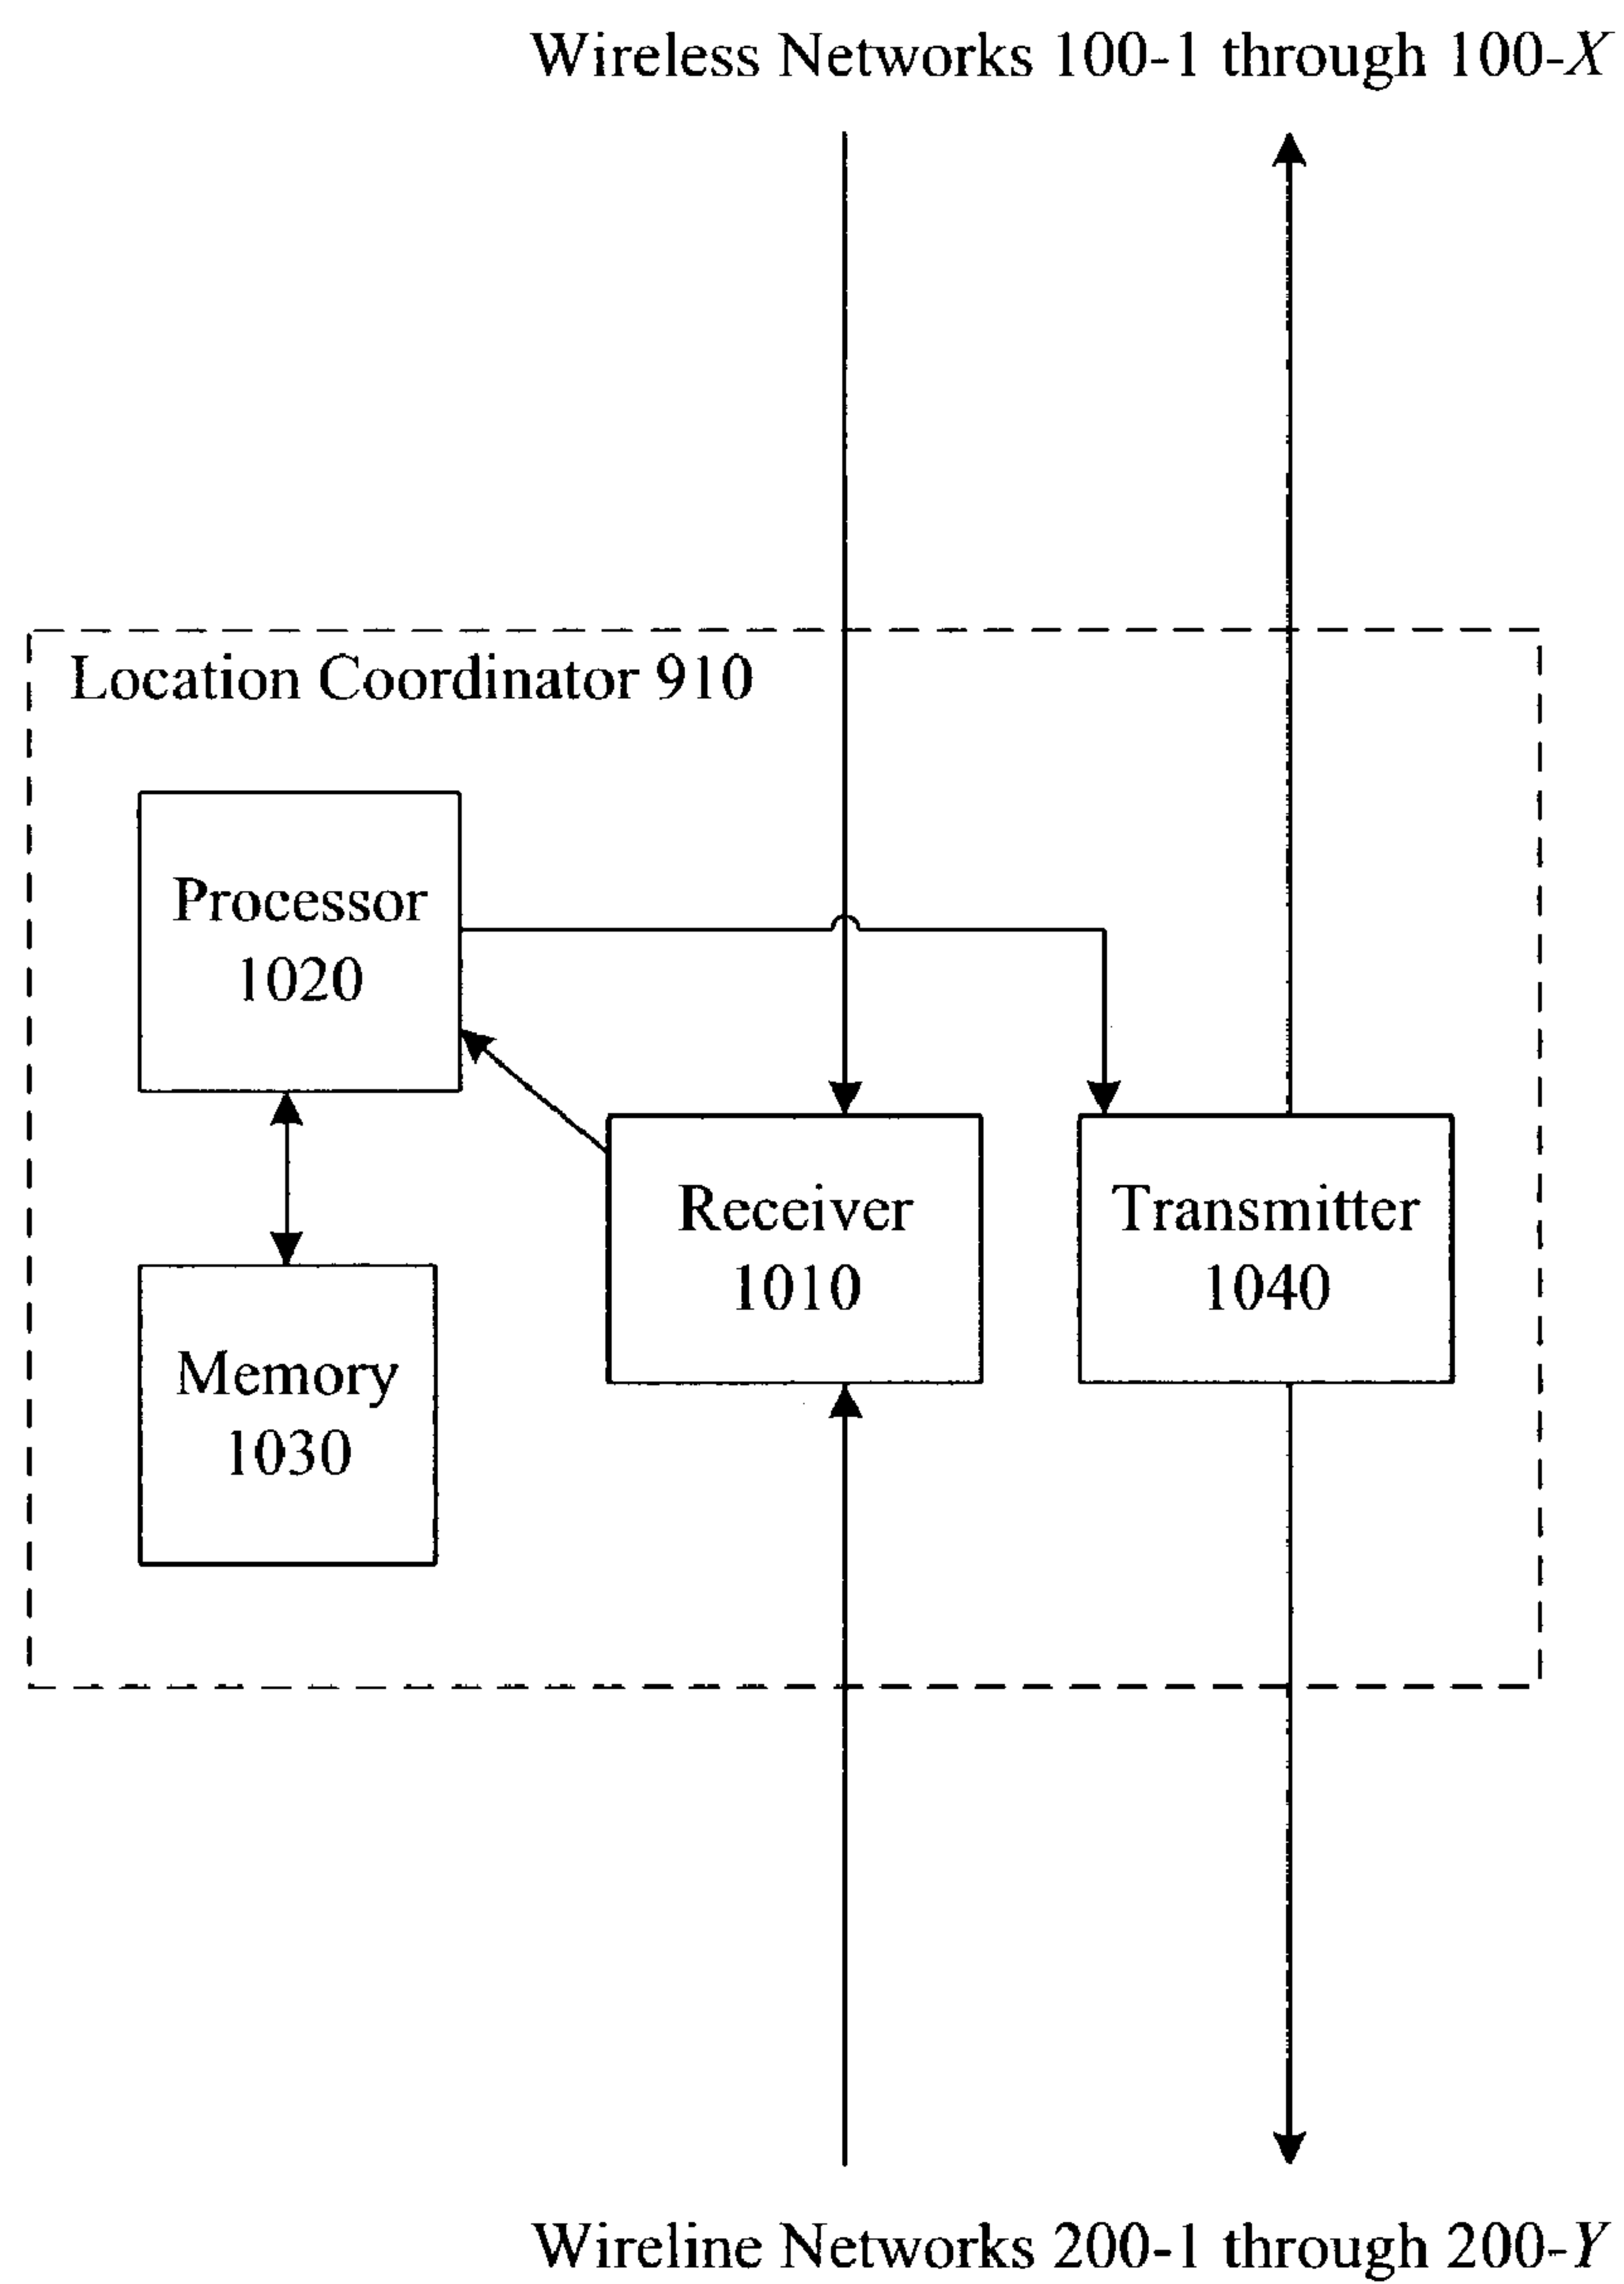 Wireless Networks 100-1 through 100-X
Location Coordinator 910
Processor
1020
Receiver
1010
Transmitter
1040
Memory
1030
Wireline Networks 200-1 through 200-Y